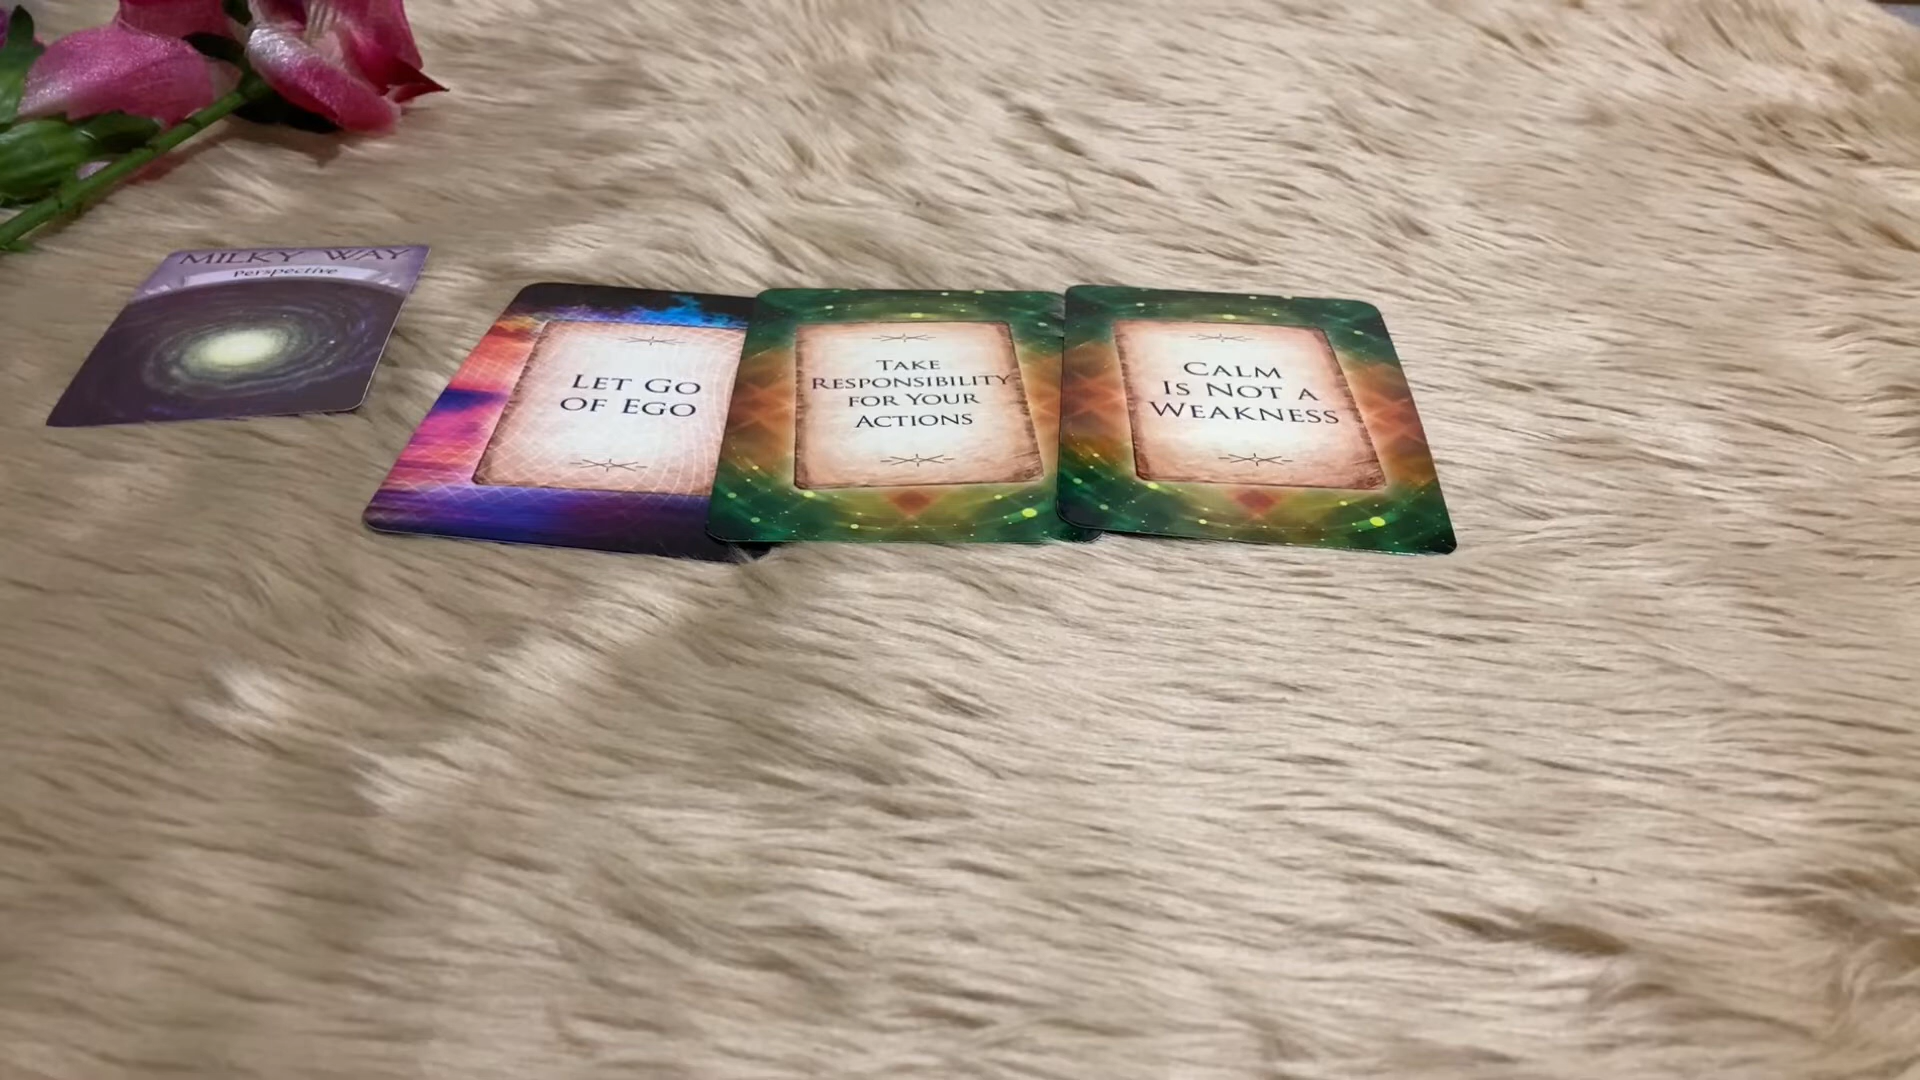 MILKY WAY
Perspective
LET GO
OF EGO
TAKE
RESPONSIBILITY
FOR YOUR
ACTIONS
CALM
IS NOT A
WEAKNESS